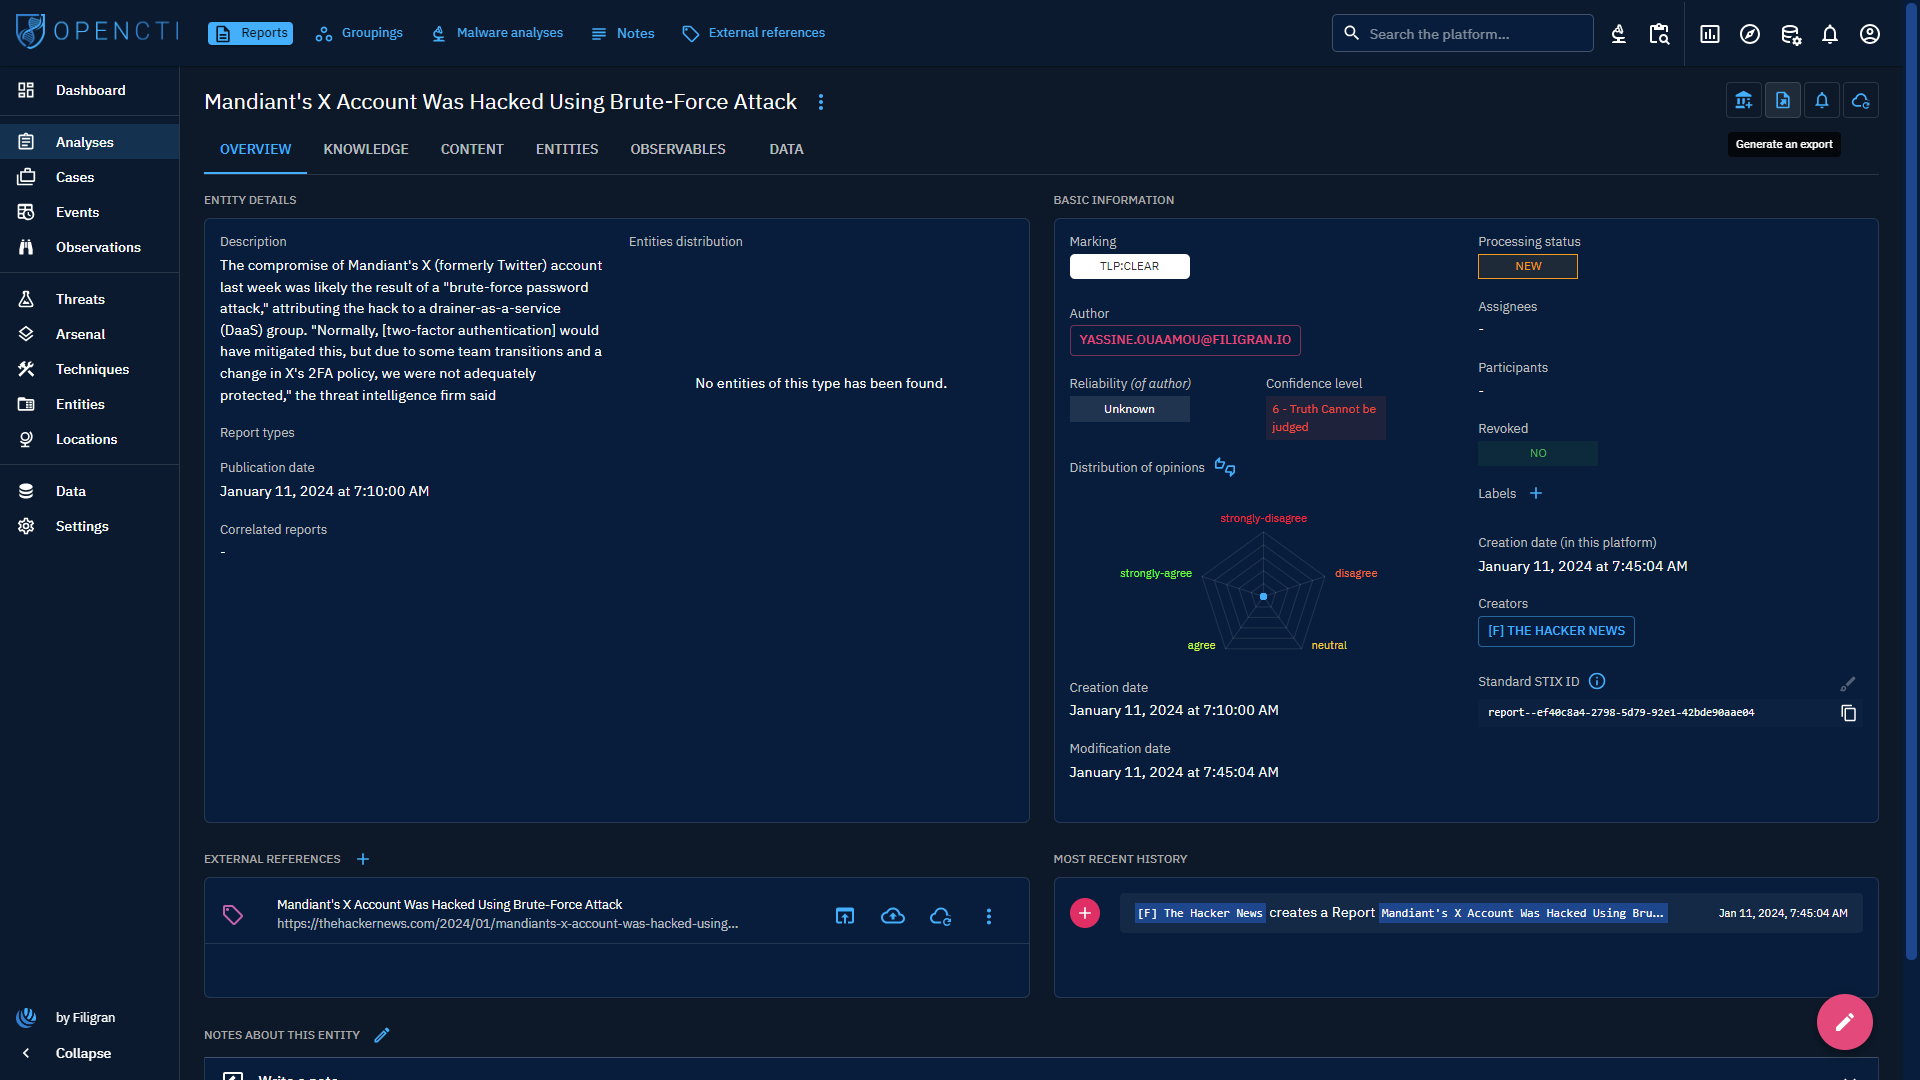 OPENCTI
Reports
Groupings
Malware analyses
Notes
External references
Search the platform...
Dashboard
Analyses
Cases
Events
Observations
Threats
Arsenal
Techniques
Entities
Locations
Data
Settings
by Filigran
Collapse
Mandiant's X Account Was Hacked Using Brute-Force Attack
Generate an export
OVERVIEW
KNOWLEDGE
CONTENT
ENTITIES
OBSERVABLES
DATA
ENTITY DETAILS
Description
The compromise of Mandiant's X (formerly Twitter) account
last week was likely the result of a "brute-force password
attack," attributing the hack to a drainer-as-a-service
(DaaS) group. "Normally, [two-factor authentication] would
have mitigated this, but due to some team transitions and a
change in X's 2FA policy, we were not adequately
protected," the threat intelligence firm said
Report types
Publication date
January 11, 2024 at 7:10:00 AM
Correlated reports
-
Entities distribution
No entities of this type has been found.
BASIC INFORMATION
Marking
TLP:CLEAR
Author
YASSINE.OUAAMOU@FILIGRAN.IO
Reliability (of author)
Unknown
Confidence level
6 - Truth Cannot be
judged
Distribution of opinions
strongly-disagree
strongly-agree
disagree
agree
neutral
Creation date
January 11, 2024 at 7:10:00 AM
Modification date
January 11, 2024 at 7:45:04 AM
Processing status
NEW
Assignees
-
Participants
-
Revoked
NO
Labels
Creation date (in this platform)
January 11, 2024 at 7:45:04 AM
Creators
[F] THE HACKER NEWS
Standard STIX ID
report--ef40c8a4-2798-5d79-92e1-42bde90aae04
EXTERNAL REFERENCES
Mandiant's X Account Was Hacked Using Brute-Force Attack
https://thehackernews.com/2024/01/mandiants-x-account-was-hacked-using...
MOST RECENT HISTORY
[F] The Hacker News creates a Report Mandiant's X Account Was Hacked Using Bru...
Jan 11, 2024, 7:45:04 AM
NOTES ABOUT THIS ENTITY
Write a note